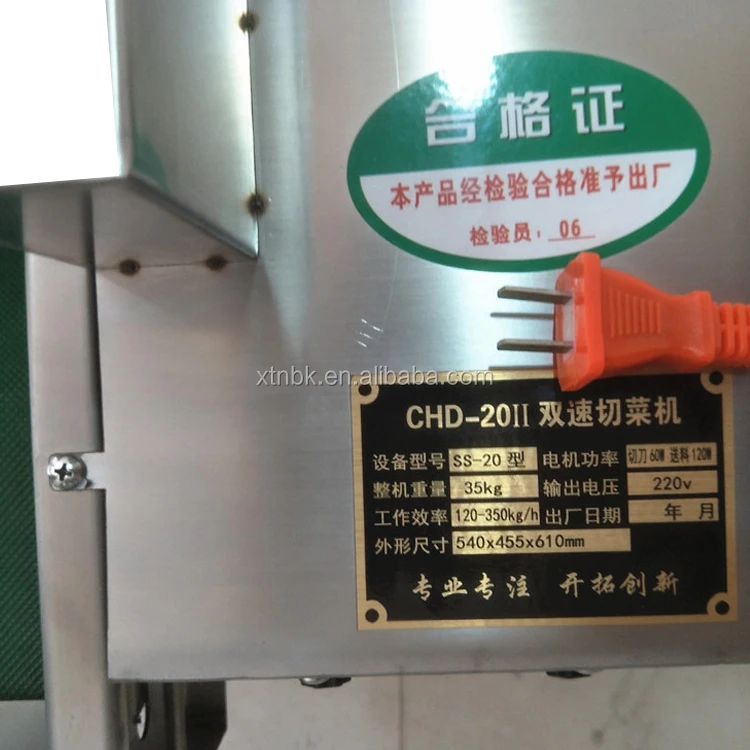 合格证
本产品经检验合格准予出厂
检验员：06
xtnbk.en.alibaba.com
CHD-20II 双速切菜机
设备型号 SS-20 型 电机功率 切刀 60W 送料 120W
整机重量 35kg 输出电压 220v
工作效率 120-350kg/h 出厂日期 年 月
外形尺寸 540x455x610mm
专业专注 开拓创新